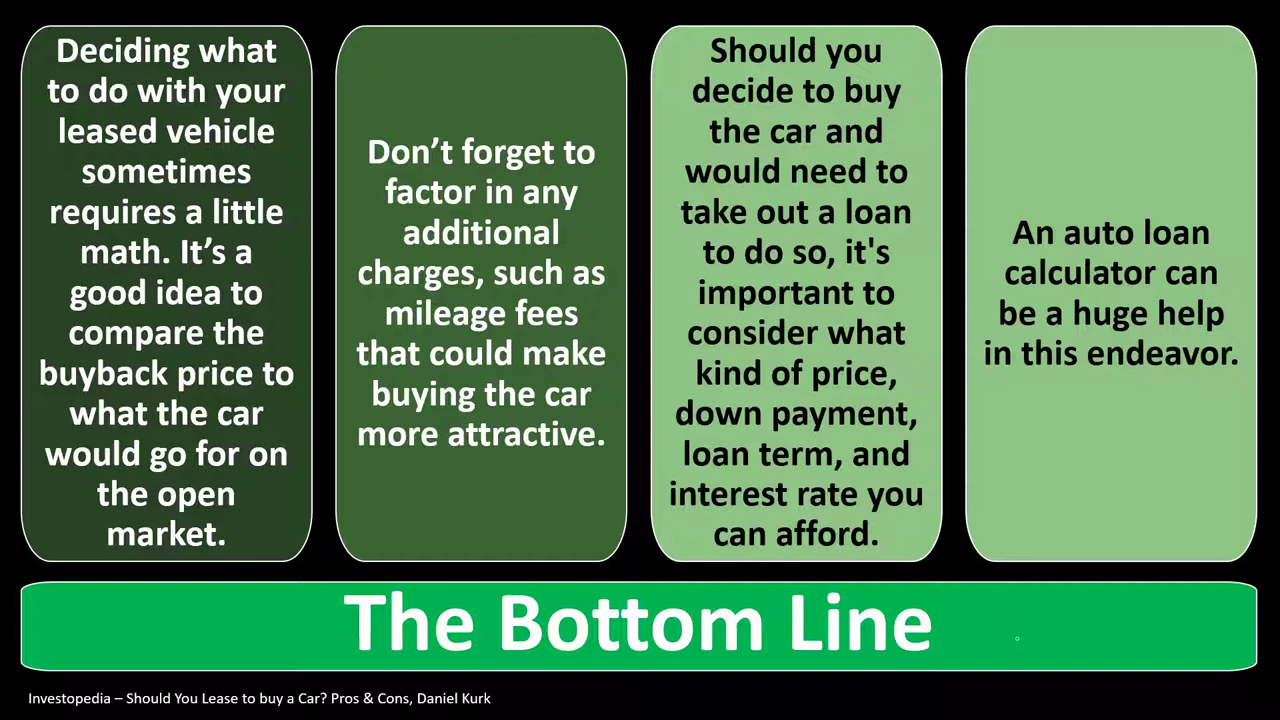 Deciding what
to do with your
leased vehicle
sometimes
requires a little
math. It’s a
good idea to
compare the
buyback price to
what the car
would go for on
the open
market.
Don’t forget to
factor in any
additional
charges, such as
mileage fees
that could make
buying the car
more attractive.
Should you
decide to buy
the car and
would need to
take out a loan
to do so, it's
important to
consider what
kind of price,
down payment,
loan term, and
interest rate you
can afford.
An auto loan
calculator can
be a huge help
in this endeavor.
The Bottom Line
Investopedia – Should You Lease to buy a Car? Pros & Cons, Daniel Kurk